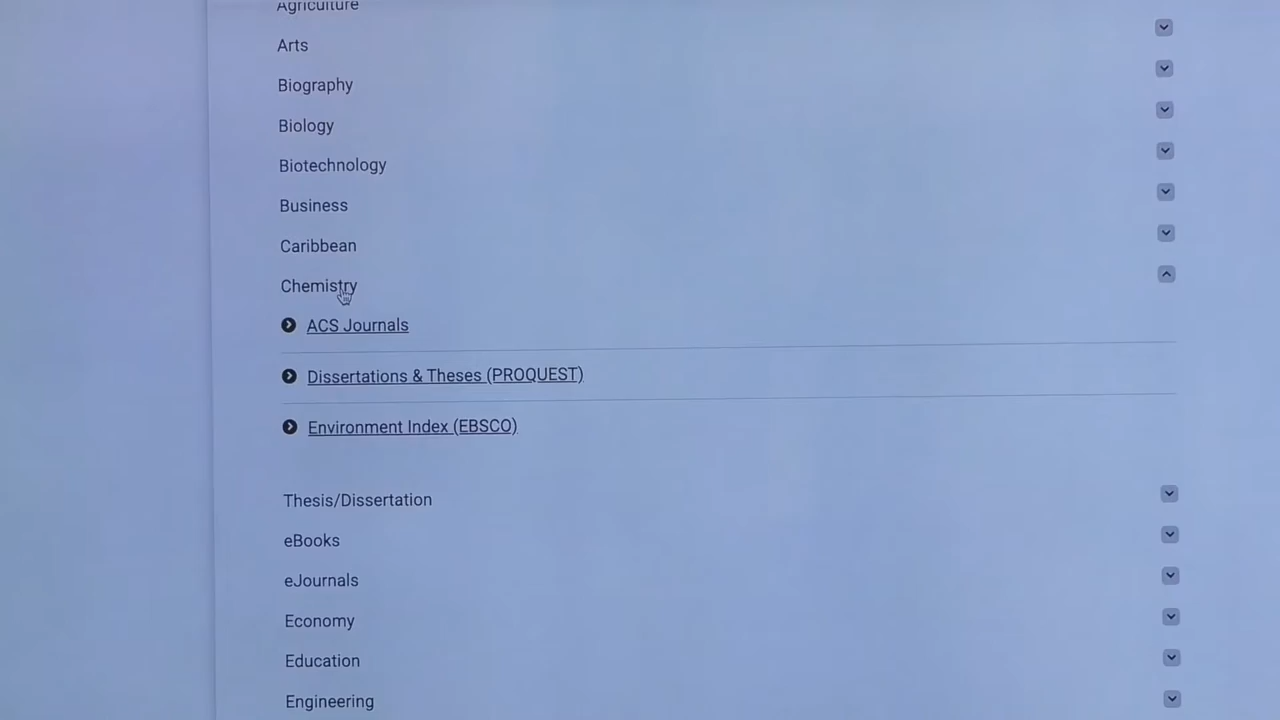 Agriculture
Arts
Biography
Biology
Biotechnology
Business
Caribbean
Chemistry
ACS Journals
Dissertations & Theses (PROQUEST)
Environment Index (EBSCO)
Thesis/Dissertation
eBooks
eJournals
Economy
Education
Engineering